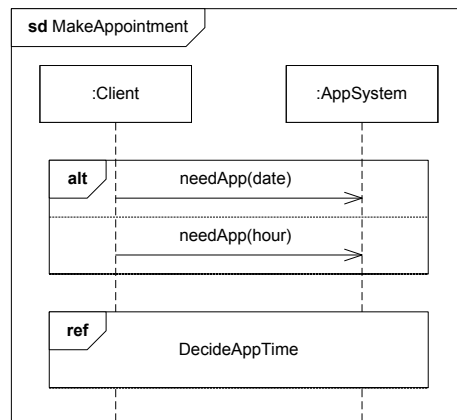 sd MakeAppointment
:Client
:AppSystem
alt
needApp(date)
needApp(hour)
ref
DecideAppTime